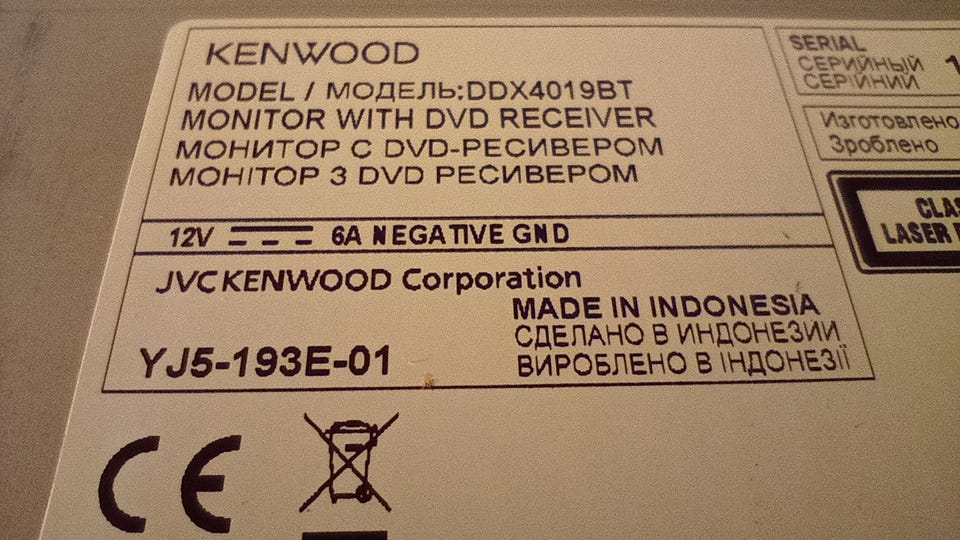 KENWOOD
MODEL / МОДЕЛЬ:DDX4019BT
MONITOR WITH DVD RECEIVER
МОНИТОР С DVD-РЕСИВЕРОМ
МОНІТОР З DVD РЕСИВЕРОМ
12V 6A NEGATIVE GND
JVCKENWOOD Corporation
MADE IN INDONESIA
СДЕЛАНО В ИНДОНЕЗИИ
ВИРОБЛЕНО В ІНДОНЕЗІЇ
YJ5-193E-01
CE
SERIAL
СЕРИЙНЫЙ
СЕРІЙНИЙ
Изготовлено
Зроблено
LASER